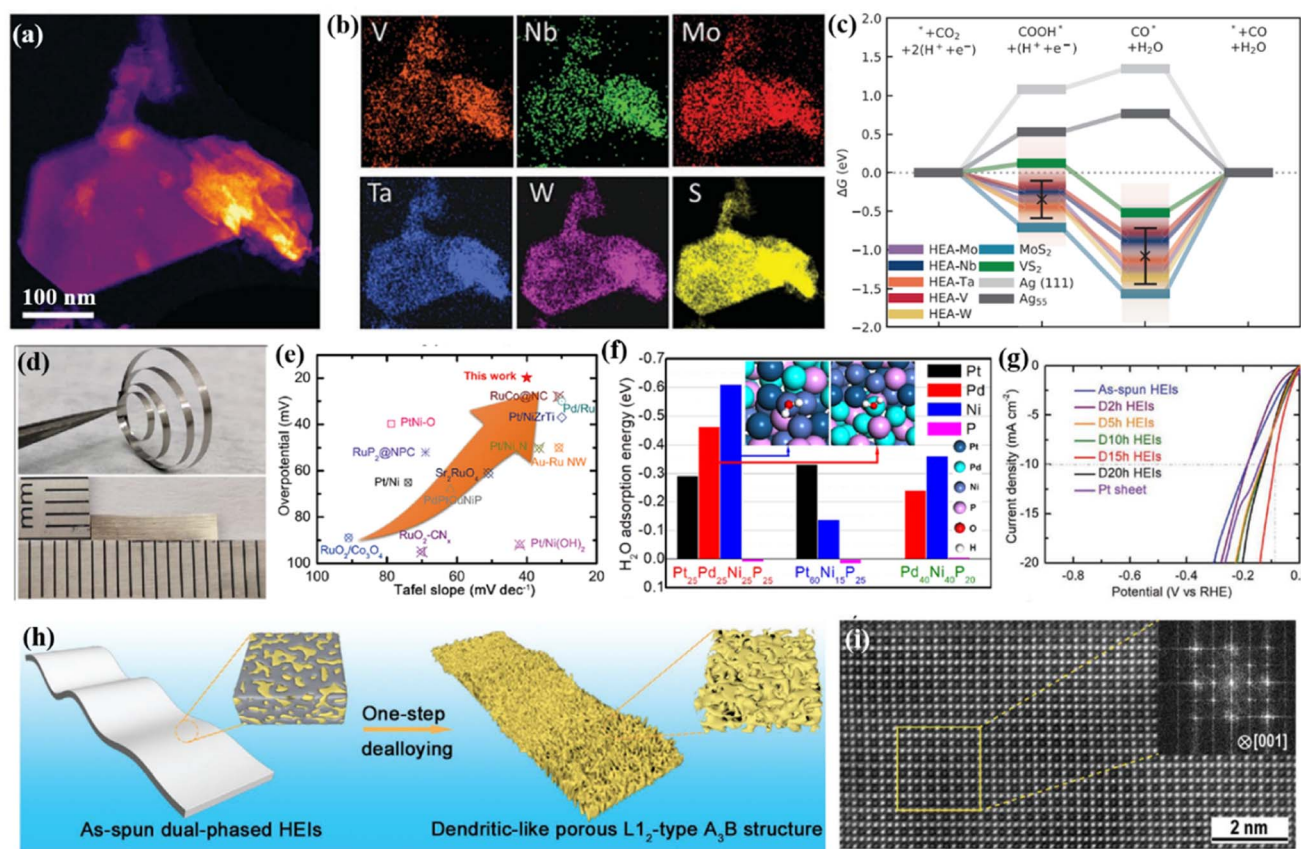 (a)
100 nm
(b)
V
Nb
Mo
Ta
W
S
(c)
*+CO₂
+2(H⁺+e⁻)
COOH*
+(H⁺+e⁻)
CO*
+H₂O
*+CO
+H₂O
ΔG (eV)
2.0
1.5
1.0
0.5
0.0
-0.5
-1.0
-1.5
-2.0
HEA-Mo
HEA-Nb
HEA-Ta
HEA-V
HEA-W
MoS₂
VS₂
Ag (111)
Ag₅₅
(d)
mm
(e)
Overpotential (mV)
20
40
60
80
100
This work
RuCo@NC
Pd/Ru
Pt/NiZrTi
PtNi-O
RuP₂@NPC
Au-Ru NW
Sr₂RuO₄
Pt/Ni
PdPtCuNiP
RuO₂/Co₃O₄
RuO₂-CNₓ
Pt/Ni(OH)₂
100 80 60 40 20
Tafel slope (mV dec⁻¹)
(f)
H₂O adsorption energy (eV)
-0.7
-0.6
-0.5
-0.4
-0.3
-0.2
-0.1
0.0
0.1
Pt
Pd
Ni
P
Pt
Pd
Ni
P
O
H
Pt₂₅Pd₂₅Ni₂₅P₂₅
Pt₆₀Ni₁₅P₂₅
Pd₄₀Ni₄₀P₂₀
(g)
Current density (mA cm⁻²)
0
-5
-10
-15
-20
As-spun HEIs
D2h HEIs
D5h HEIs
D10h HEIs
D15h HEIs
D20h HEIs
Pt sheet
-0.8 -0.6 -0.4 -0.2 0.0
Potential (V vs RHE)
(h)
One-step
dealloying
As-spun dual-phased HEIs
Dendritic-like porous L1₂-type A₃B structure
(i)
⊗[001]
2 nm